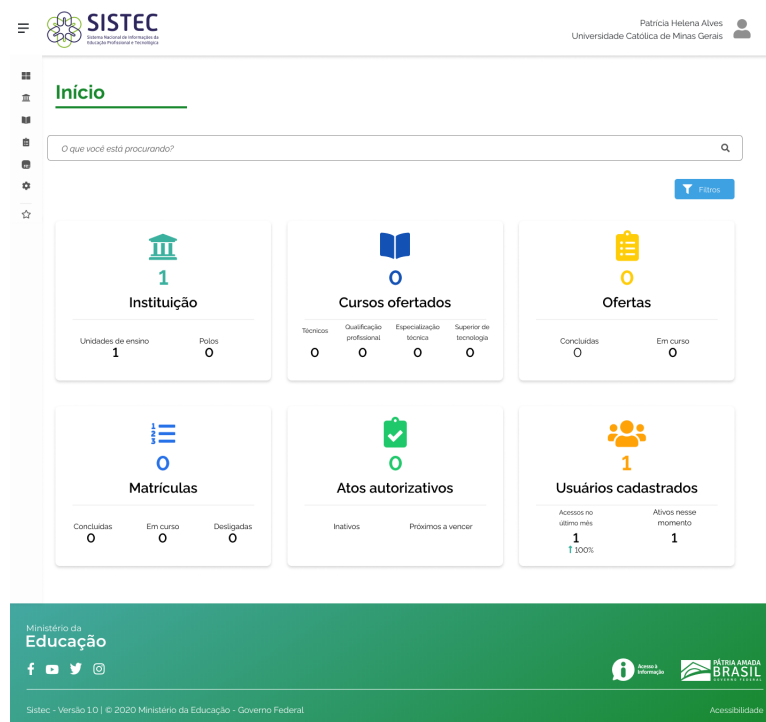 SISTEC
Sistema Nacional de Informações da
Educação Profissional e Tecnológica
Patrícia Helena Alves
Universidade Católica de Minas Gerais
Início
O que você está procurando?
Filtros
1
Instituição
Unidades de ensino
1
Polos
0
0
Cursos ofertados
Técnicos
0
Qualificação
profissional
0
Especialização
técnica
0
Superior de
tecnologia
0
0
Ofertas
Concluídas
0
Em curso
0
1
2
3
0
Matrículas
Concluídas
0
Em curso
0
Desligadas
0
0
Atos autorizativos
Inativos
Próximos a vencer
1
Usuários cadastrados
Acessos no
último mês
1
↑ 100%
Ativos nesse
momento
1
Ministério da
Educação
Acesso à
Informação
PÁTRIA AMADA
BRASIL
GOVERNO FEDERAL
Sistec - Versão 1.0 | © 2020 Ministério da Educação - Governo Federal
Acessibilidade